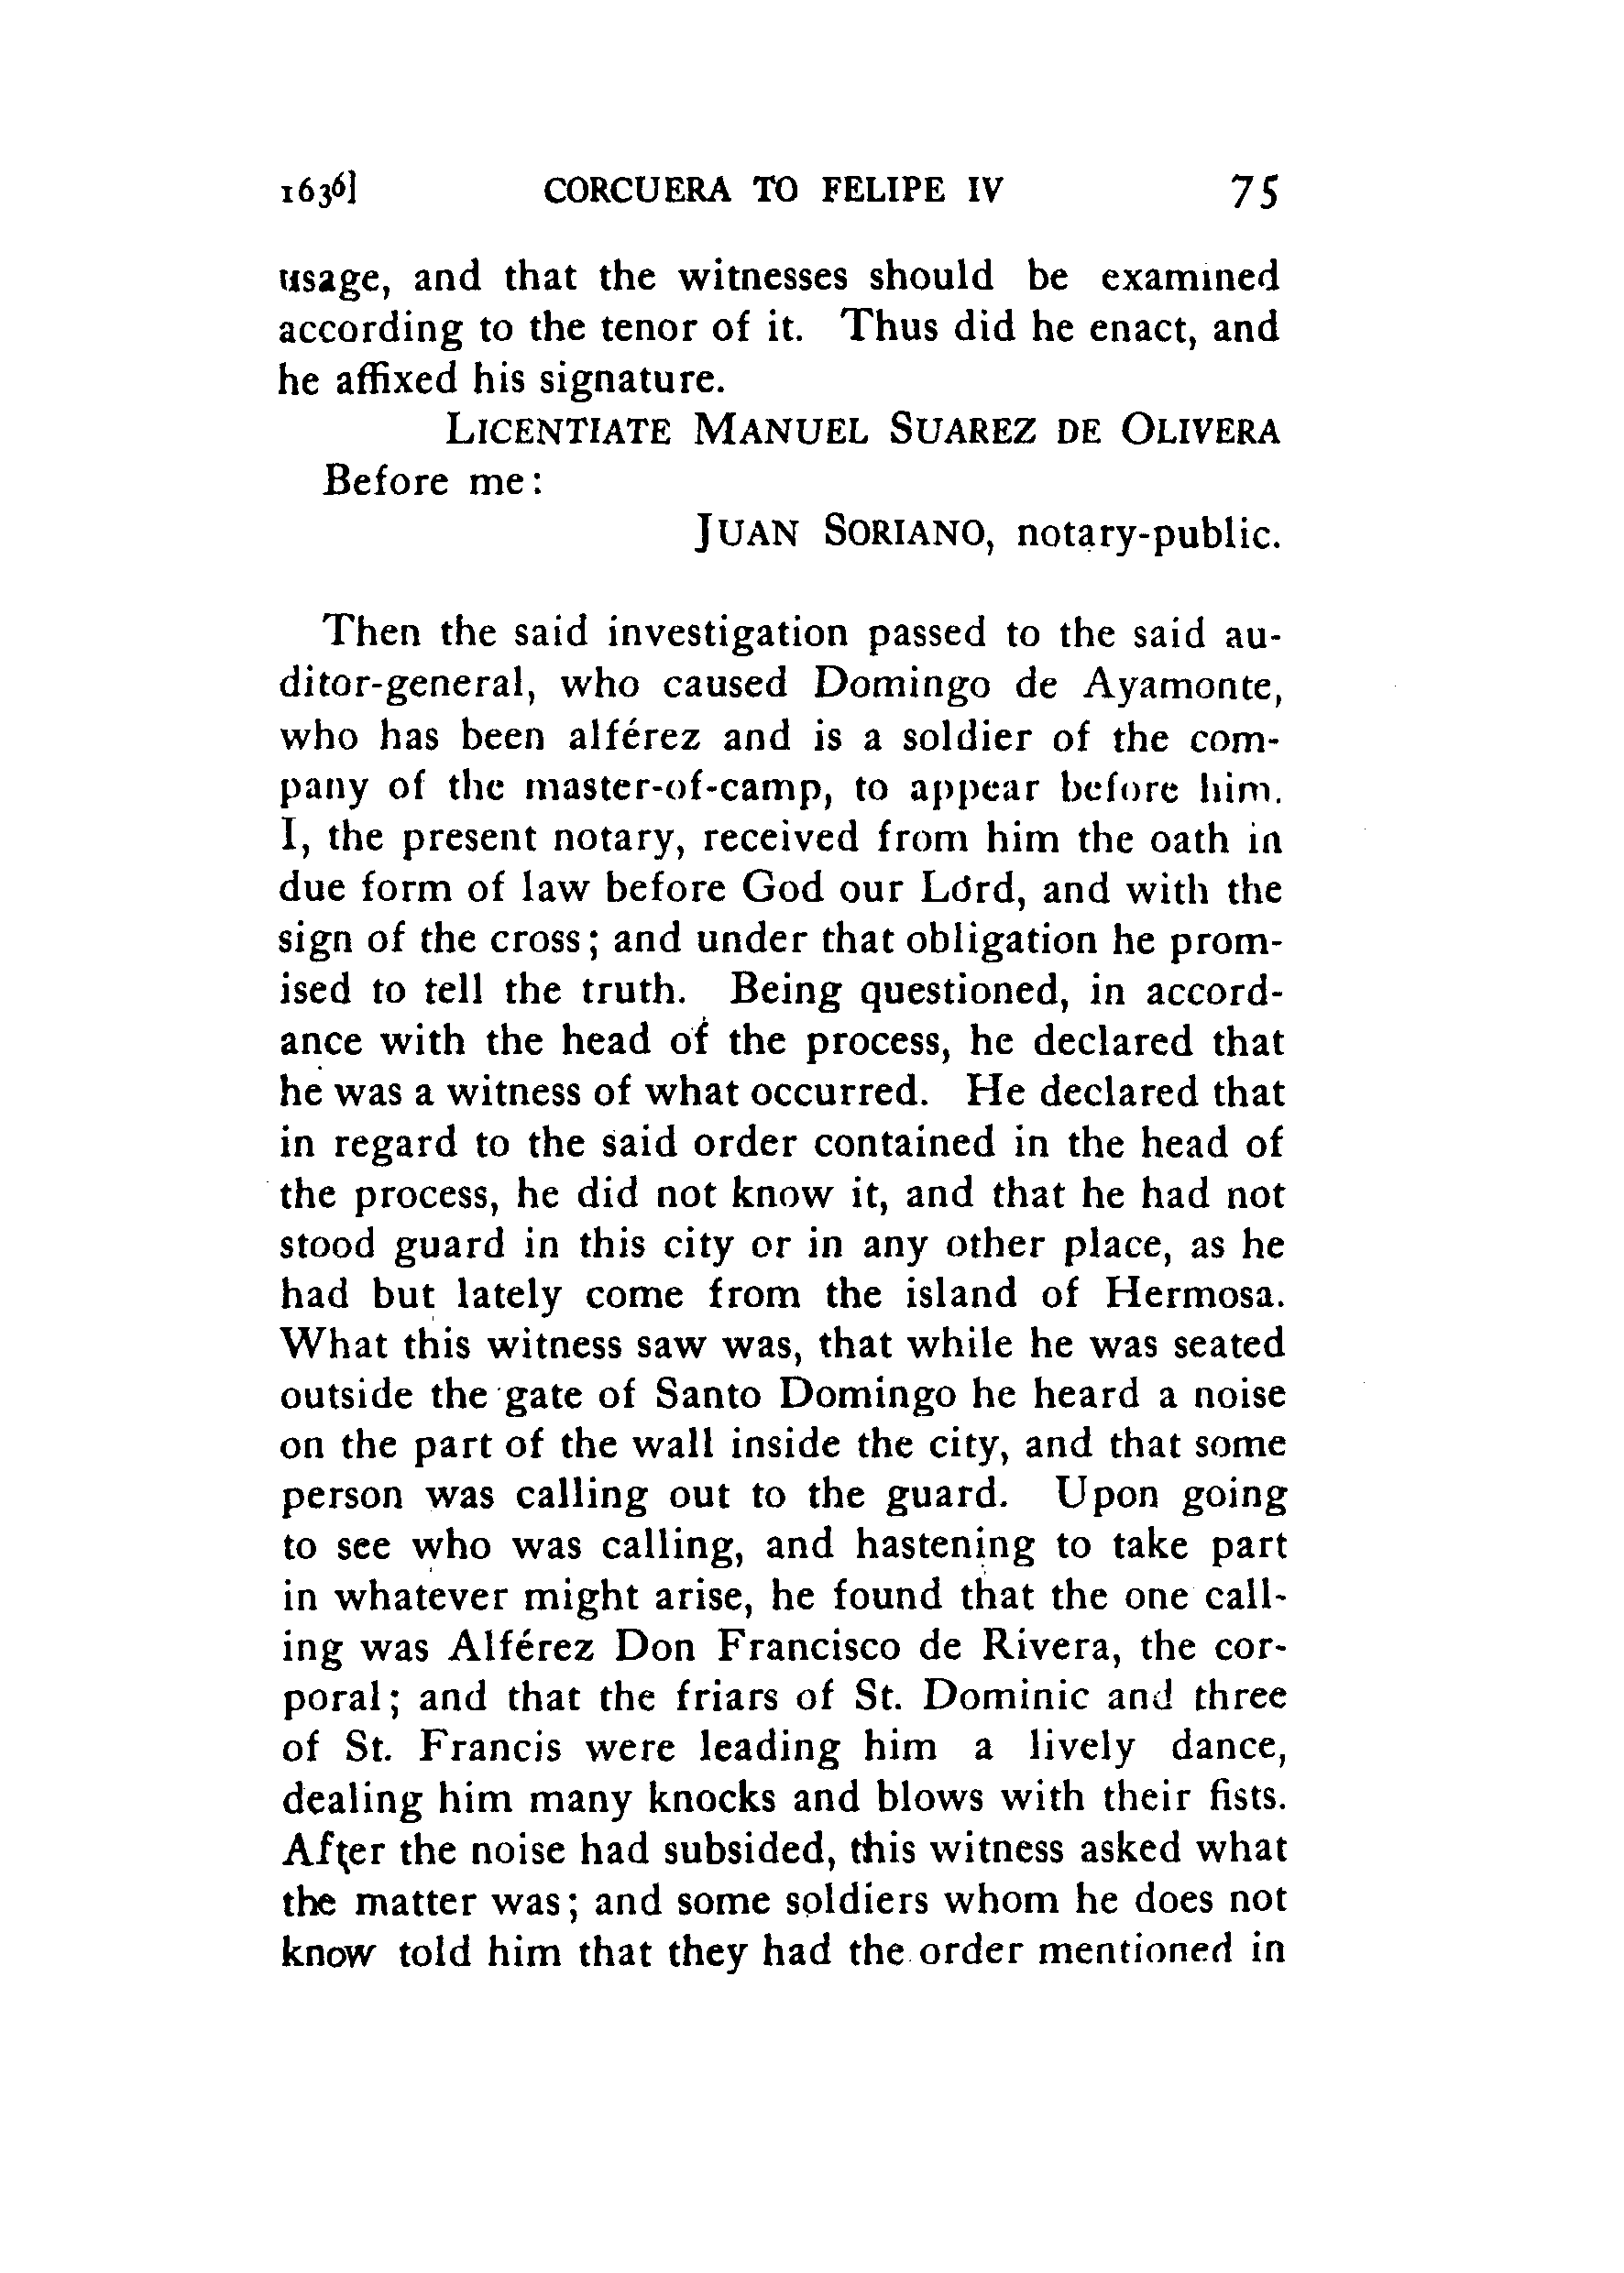 1636]  CORCUERA TO FELIPE IV  75
usage, and that the witnesses should be examined
according to the tenor of it. Thus did he enact, and
he affixed his signature.
LICENTIATE MANUEL SUAREZ DE OLIVERA
Before me:
JUAN SORIANO, notary-public.
Then the said investigation passed to the said au-
ditor-general, who caused Domingo de Ayamonte,
who has been alférez and is a soldier of the com-
pany of the master-of-camp, to appear before him.
I, the present notary, received from him the oath in
due form of law before God our Lord, and with the
sign of the cross; and under that obligation he prom-
ised to tell the truth. Being questioned, in accord-
ance with the head of the process, he declared that
he was a witness of what occurred. He declared that
in regard to the said order contained in the head of
the process, he did not know it, and that he had not
stood guard in this city or in any other place, as he
had but lately come from the island of Hermosa.
What this witness saw was, that while he was seated
outside the gate of Santo Domingo he heard a noise
on the part of the wall inside the city, and that some
person was calling out to the guard. Upon going
to see who was calling, and hastening to take part
in whatever might arise, he found that the one call-
ing was Alférez Don Francisco de Rivera, the cor-
poral; and that the friars of St. Dominic and three
of St. Francis were leading him a lively dance,
dealing him many knocks and blows with their fists.
After the noise had subsided, this witness asked what
the matter was; and some soldiers whom he does not
know told him that they had the order mentioned in